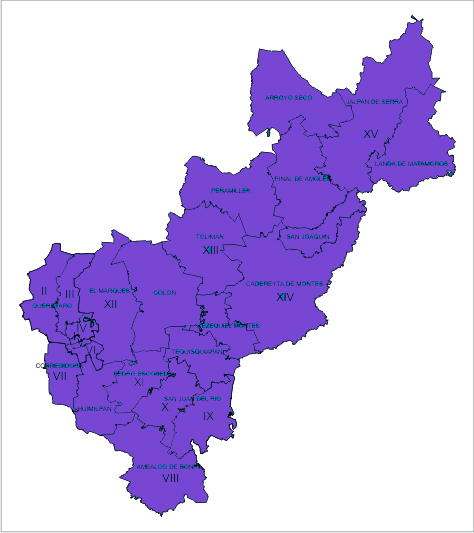 ARROYO SECO
JALPAN DE SERRA
XV
LANDA DE MATAMOROS
PINAL DE AMOLES
PEÑAMILLER
TOLIMAN
SAN JOAQUIN
XIII
CADEREYTA DE MONTES
XIV
II
III
EL MARQUES
COLON
XII
QUERETARO
EZEQUIEL MONTES
TEQUISQUIAPAN
VI
CORREGIDORA
VII
PEDRO ESCOBEDO
XI
SAN JUAN DEL RIO
X
HUIMILPAN
IX
AMEALCO DE BONFIL
VIII